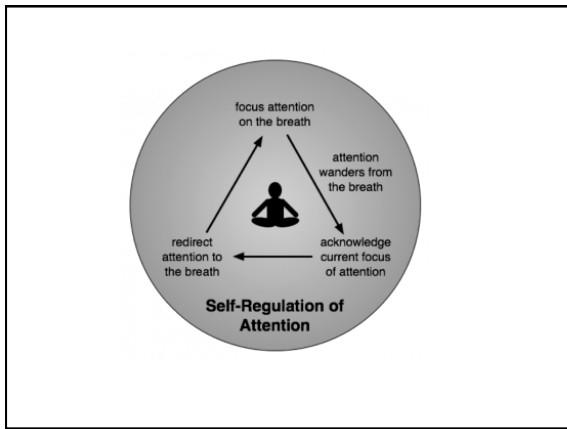 focus attention
on the breath
attention
wanders from
the breath
acknowledge
current focus
of attention
redirect
attention to
the breath
Self-Regulation of
Attention